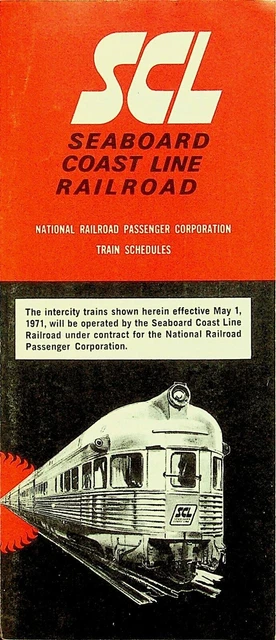 SCL
SEABOARD
COAST LINE
RAILROAD
NATIONAL RAILROAD PASSENGER CORPORATION
TRAIN SCHEDULES
The intercity trains shown herein effective May 1,
1971, will be operated by the Seaboard Coast Line
Railroad under contract for the National Railroad
Passenger Corporation.
SCL